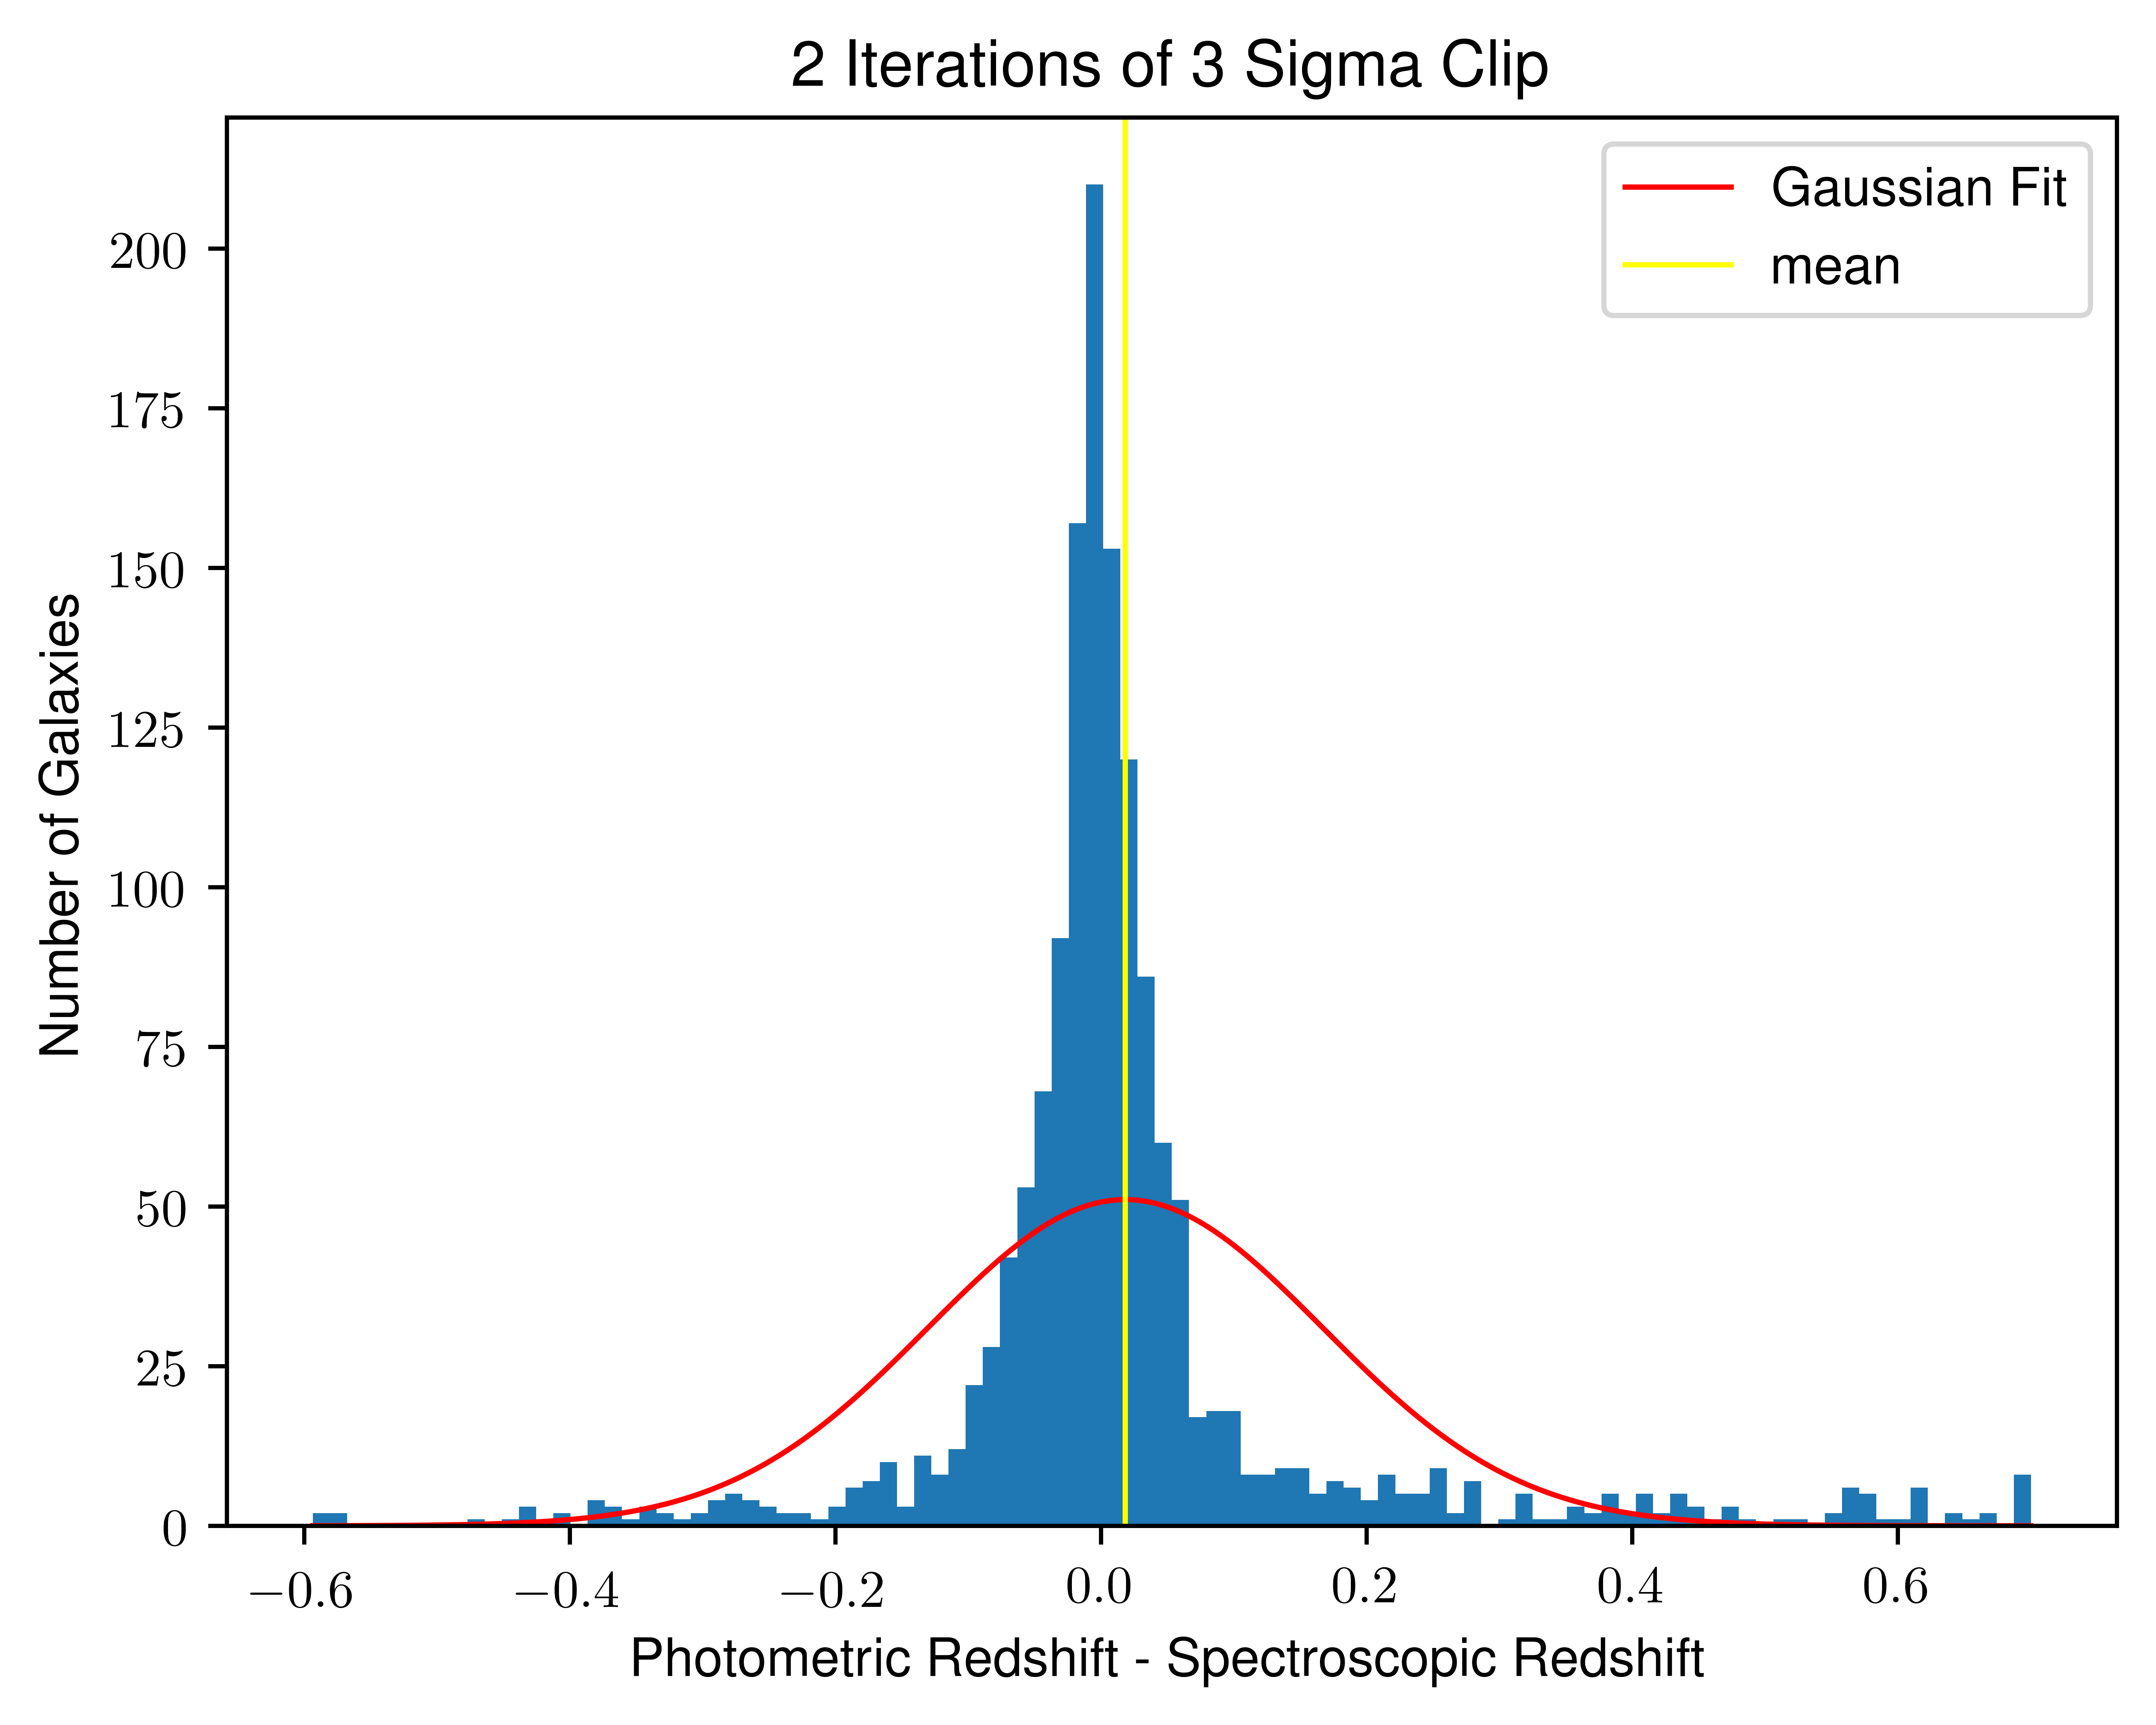 2 Iterations of 3 Sigma Clip
Gaussian Fit
mean
Number of Galaxies
200
175
150
125
100
75
50
25
0
−0.6 −0.4 −0.2 0.0 0.2 0.4 0.6
Photometric Redshift - Spectroscopic Redshift